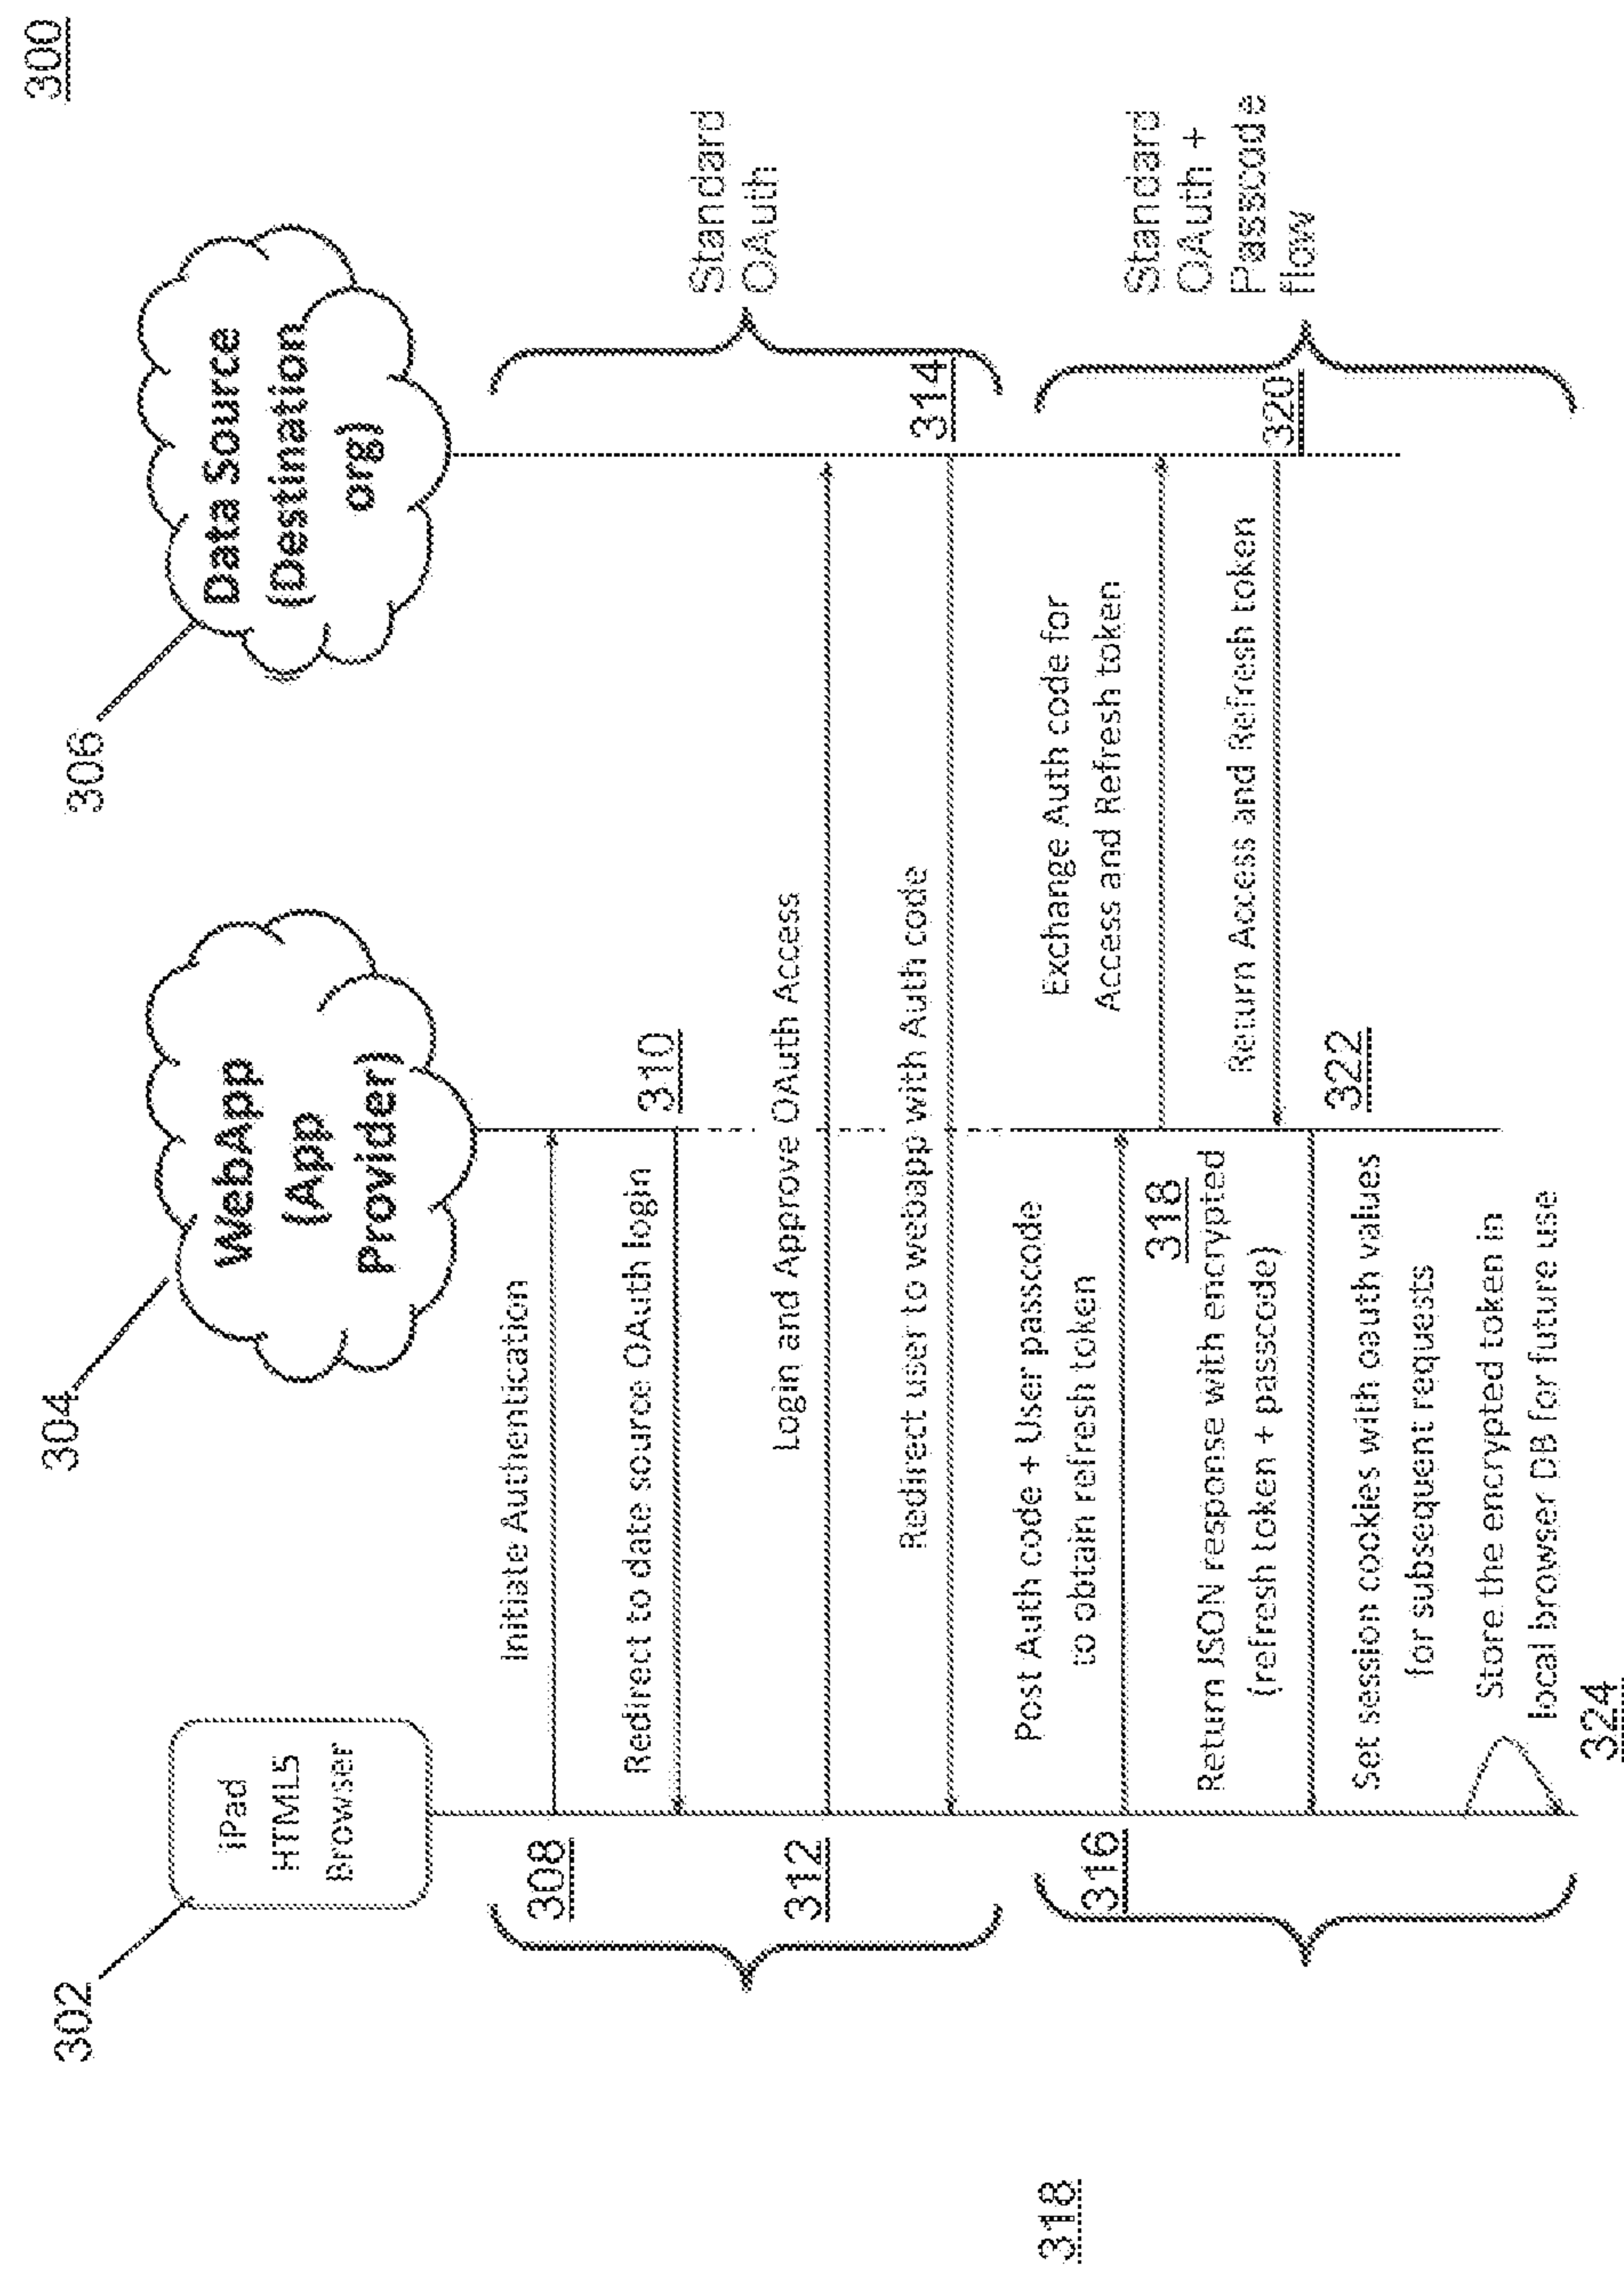 300
302
304
306
iPad
HTML5
Browser
WebApp
(App
Provider)
Data Source
(Destination
org)
308
Initiate Authentication
310
Redirect to date source OAuth login
312
Login and Approve OAuth Access
Redirect user to webapp with Auth code
314
Standard
OAuth
316
Post Auth code + User passcode
to obtain refresh token
318
Exchange Auth code for
Access and Refresh token
320
Return Access and Refresh token
Return JSON response with encrypted
(refresh token + passcode)
322
Set session cookies with oauth values
for subsequent requests
Store the encrypted token in
local browser DB for future use
324
Standard
OAuth +
Passcode
flow
318